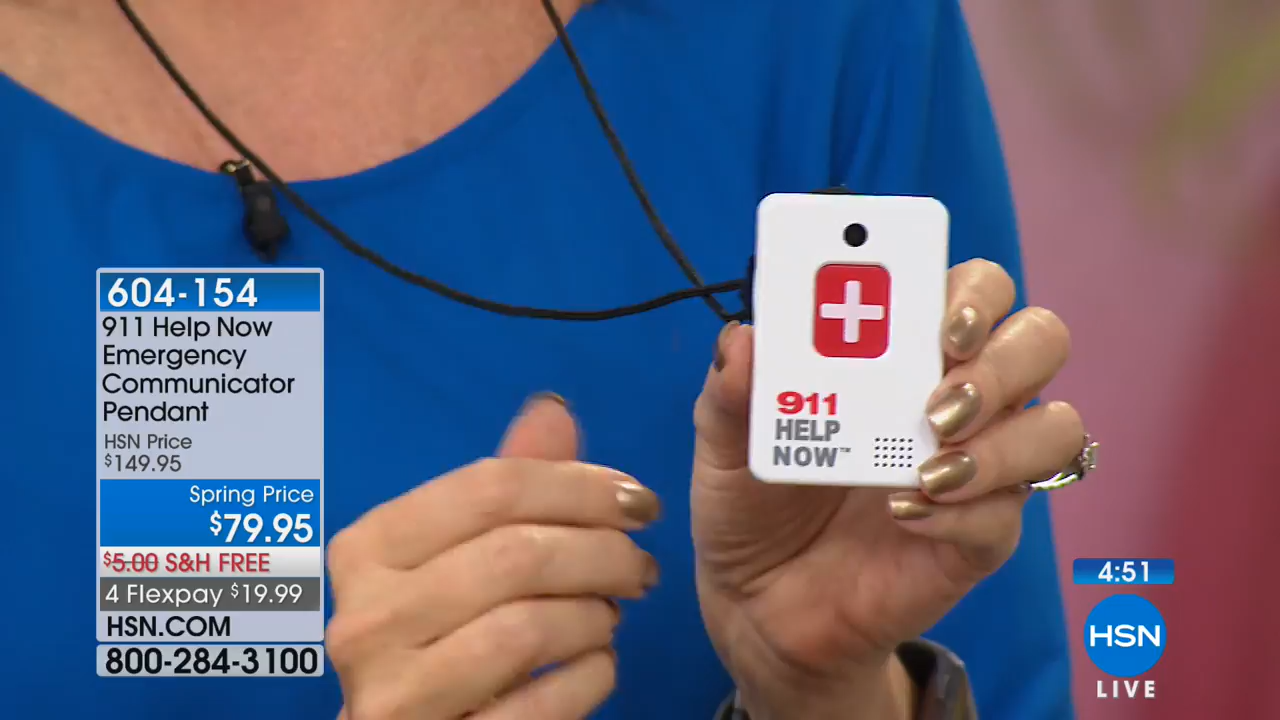 604-154
911 Help Now
Emergency
Communicator
Pendant
HSN Price
$149.95
Spring Price
$79.95
$5.00 S&H FREE
4 Flexpay $19.99
HSN.COM
800-284-3100
911
HELP
NOW™
4:51
HSN
LIVE